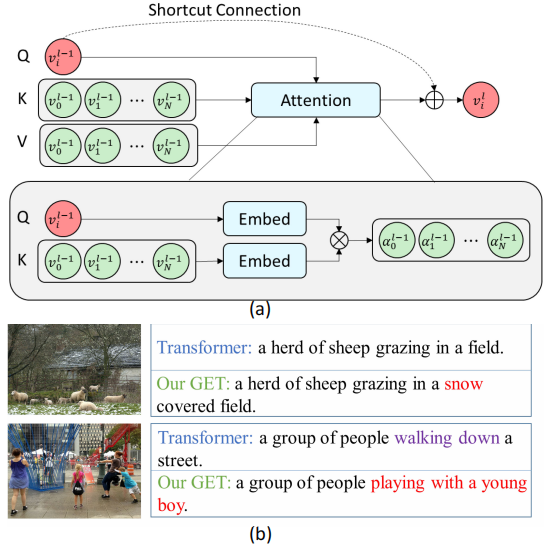 Shortcut Connection
Q v_i^{l-1}
K v_0^{l-1} v_1^{l-1} ... v_N^{l-1} Attention v_i^l
V v_0^{l-1} v_1^{l-1} ... v_N^{l-1}
Q v_i^{l-1} Embed
K v_0^{l-1} v_1^{l-1} ... v_N^{l-1} Embed α_0^{l-1} α_1^{l-1} ... α_N^{l-1}
(a)
Transformer: a herd of sheep grazing in a field.
Our GET: a herd of sheep grazing in a snow
covered field.
Transformer: a group of people walking down a
street.
Our GET: a group of people playing with a young
boy.
(b)